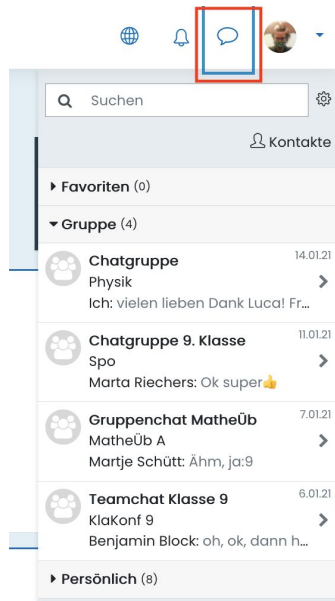 Suchen
Kontakte
Favoriten (0)
Gruppe (4)
Chatgruppe 14.01.21
Physik
Ich: vielen lieben Dank Luca! Fr...
Chatgruppe 9. Klasse 11.01.21
Spo
Marta Riechers: Ok super👍
Gruppenchat MatheÜb 7.01.21
MatheÜb A
Martje Schütt: Ähm, ja:9
Teamchat Klasse 9 6.01.21
KlaKonf 9
Benjamin Block: oh, ok, dann h...
Persönlich (8)